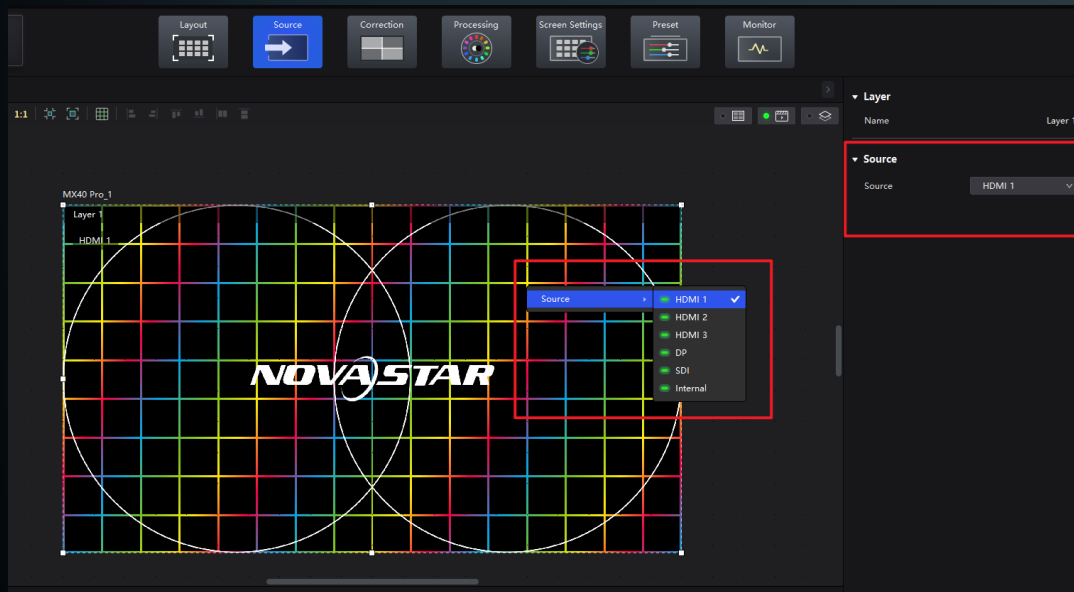 Layout
Source
Correction
Processing
Screen Settings
Preset
Monitor
1:1
Layer
Name
Layer 1
Source
Source
HDMI 1
MX40 Pro_1
Layer 1
HDMI 1
NOVASTAR
Source
HDMI 1
HDMI 2
HDMI 3
DP
SDI
Internal